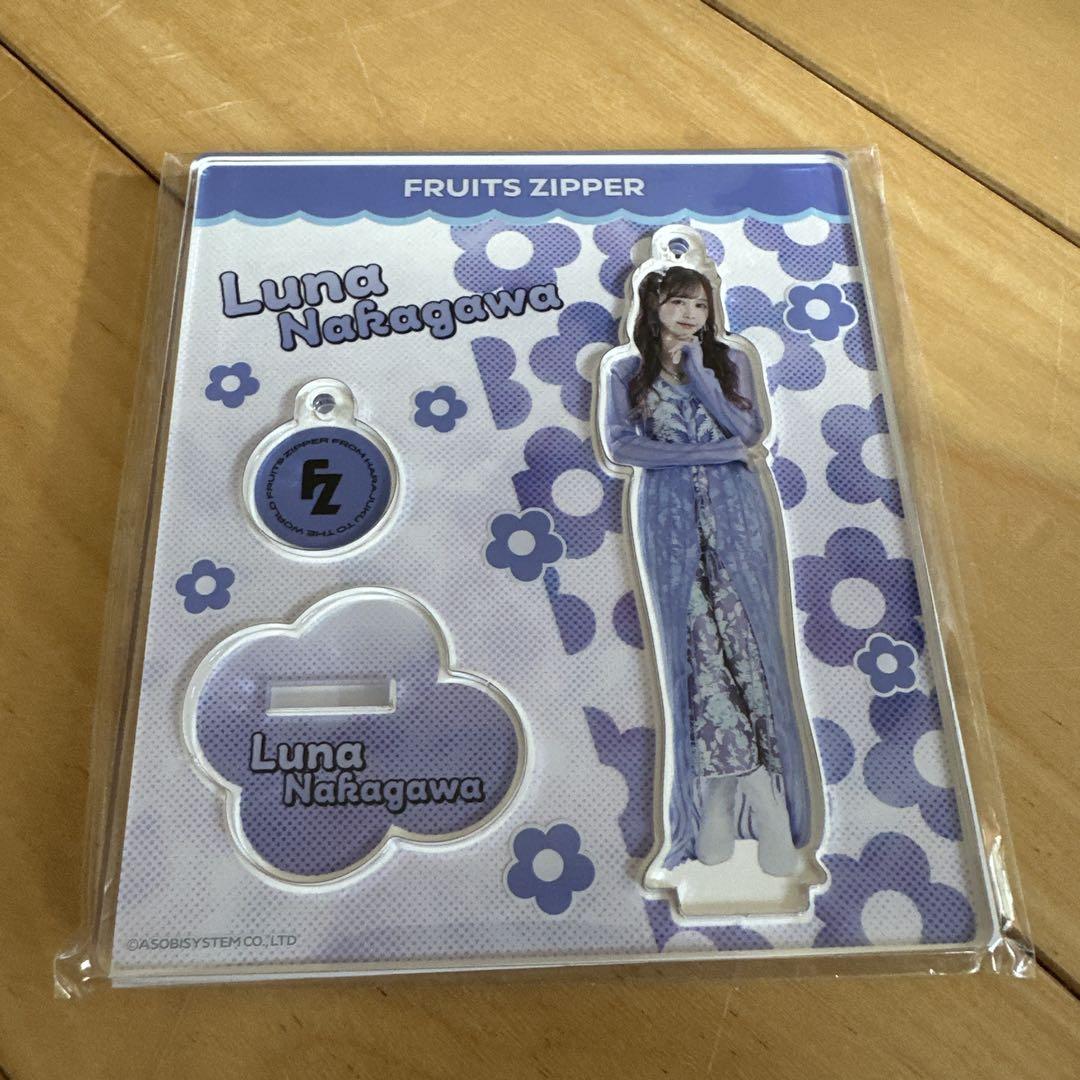 FRUITS ZIPPER
Luna
Nakagawa
FZ
FRUITS ZIPPER FROM HARAJUKU TO THE WORLD
Luna
Nakagawa
©ASOBISYSTEM CO., LTD